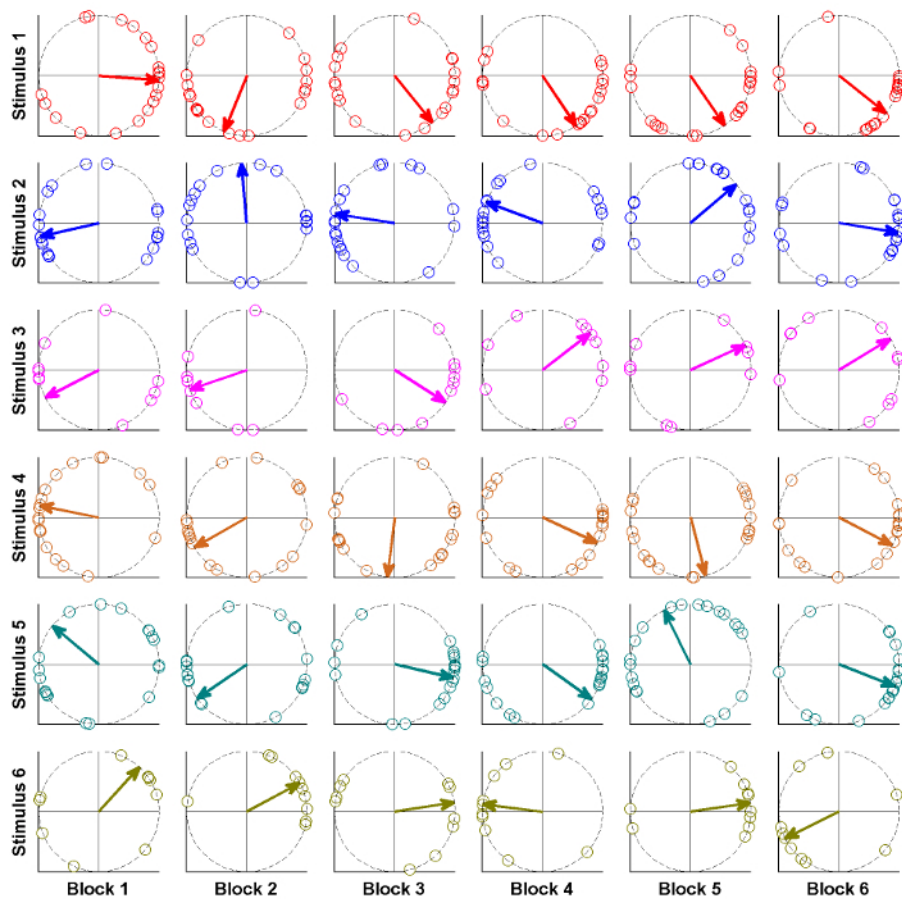 Stimulus 1
Stimulus 2
Stimulus 3
Stimulus 4
Stimulus 5
Stimulus 6
Block 1
Block 2
Block 3
Block 4
Block 5
Block 6